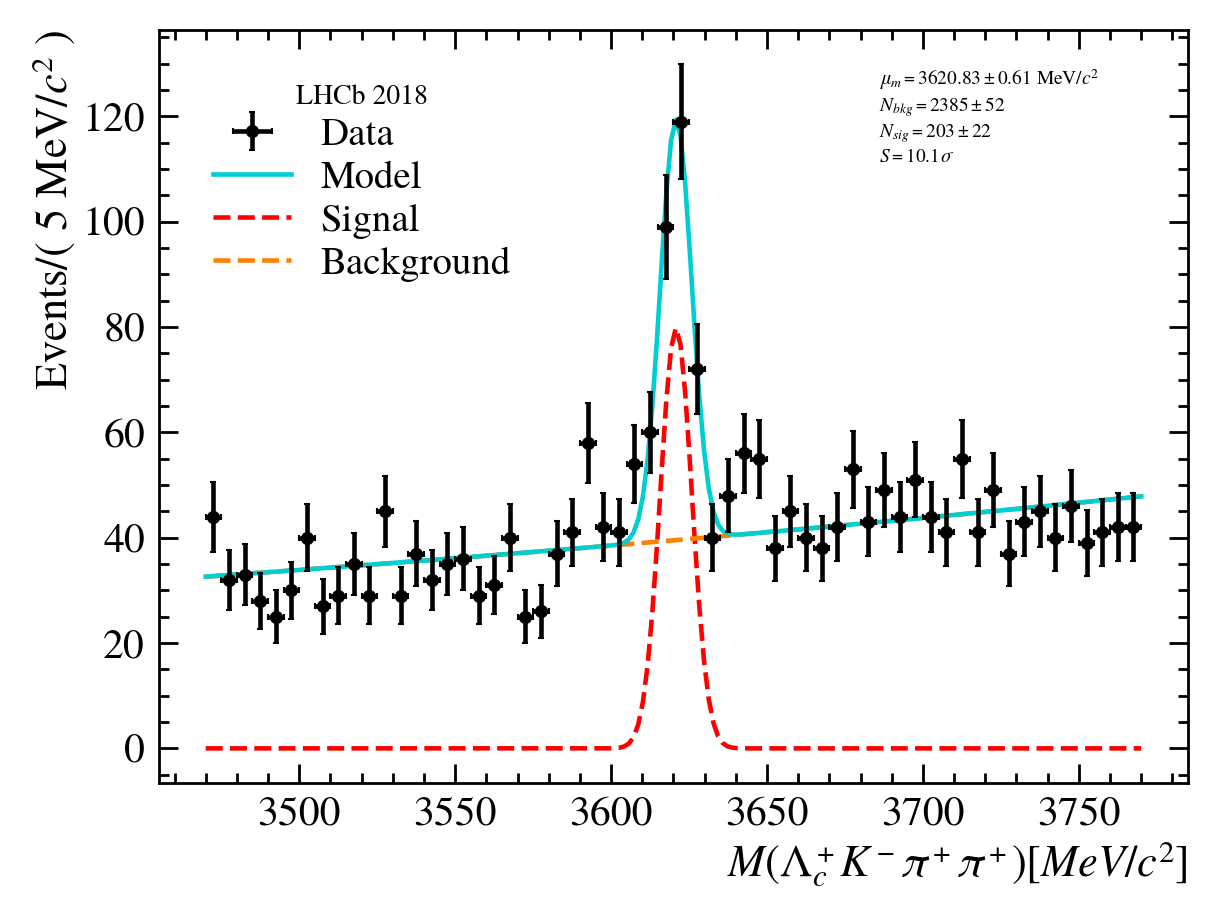 LHCb 2018
Data
Model
Signal
Background
μ_m = 3620.83 ± 0.61 MeV/c²
N_bkg = 2385 ± 52
N_sig = 203 ± 22
S = 10.1σ
Events/( 5 MeV/c² )
120
100
80
60
40
20
0
3500 3550 3600 3650 3700 3750
M(Λ_c⁺K⁻π⁺π⁺)[MeV/c²]